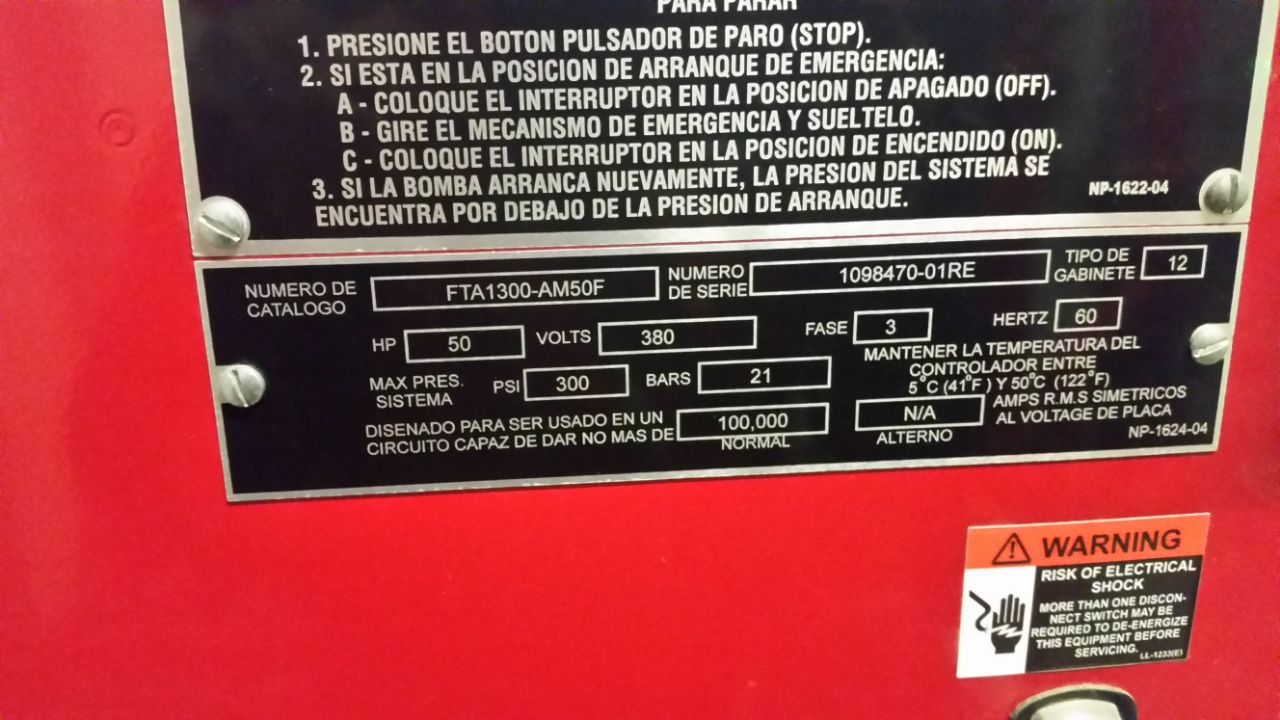 PARA PARAR
1. PRESIONE EL BOTON PULSADOR DE PARO (STOP).
2. SI ESTA EN LA POSICION DE ARRANQUE DE EMERGENCIA:
A - COLOQUE EL INTERRUPTOR EN LA POSICION DE APAGADO (OFF).
B - GIRE EL MECANISMO DE EMERGENCIA Y SUELTELO.
C - COLOQUE EL INTERRUPTOR EN LA POSICION DE ENCENDIDO (ON).
3. SI LA BOMBA ARRANCA NUEVAMENTE, LA PRESION DEL SISTEMA SE
ENCUENTRA POR DEBAJO DE LA PRESION DE ARRANQUE.
NP-1622-04
NUMERO DE
CATALOGO
FTA1300-AM50F
NUMERO
DE SERIE
1098470-01RE
TIPO DE
GABINETE
12
HP 50 VOLTS 380 FASE 3 HERTZ 60
MAX PRES.
SISTEMA
PSI 300 BARS 21
MANTENER LA TEMPERATURA DEL
CONTROLADOR ENTRE
5°C (41°F ) Y 50°C (122°F)
DISENADO PARA SER USADO EN UN
CIRCUITO CAPAZ DE DAR NO MAS DE
100,000
NORMAL
N/A
ALTERNO
AMPS R.M.S SIMETRICOS
AL VOLTAGE DE PLACA
NP-1624-04
WARNING
RISK OF ELECTRICAL
SHOCK
MORE THAN ONE DISCON-
NECT SWITCH MAY BE
REQUIRED TO DE-ENERGIZE
THIS EQUIPMENT BEFORE
SERVICING.
LL-1233(E)